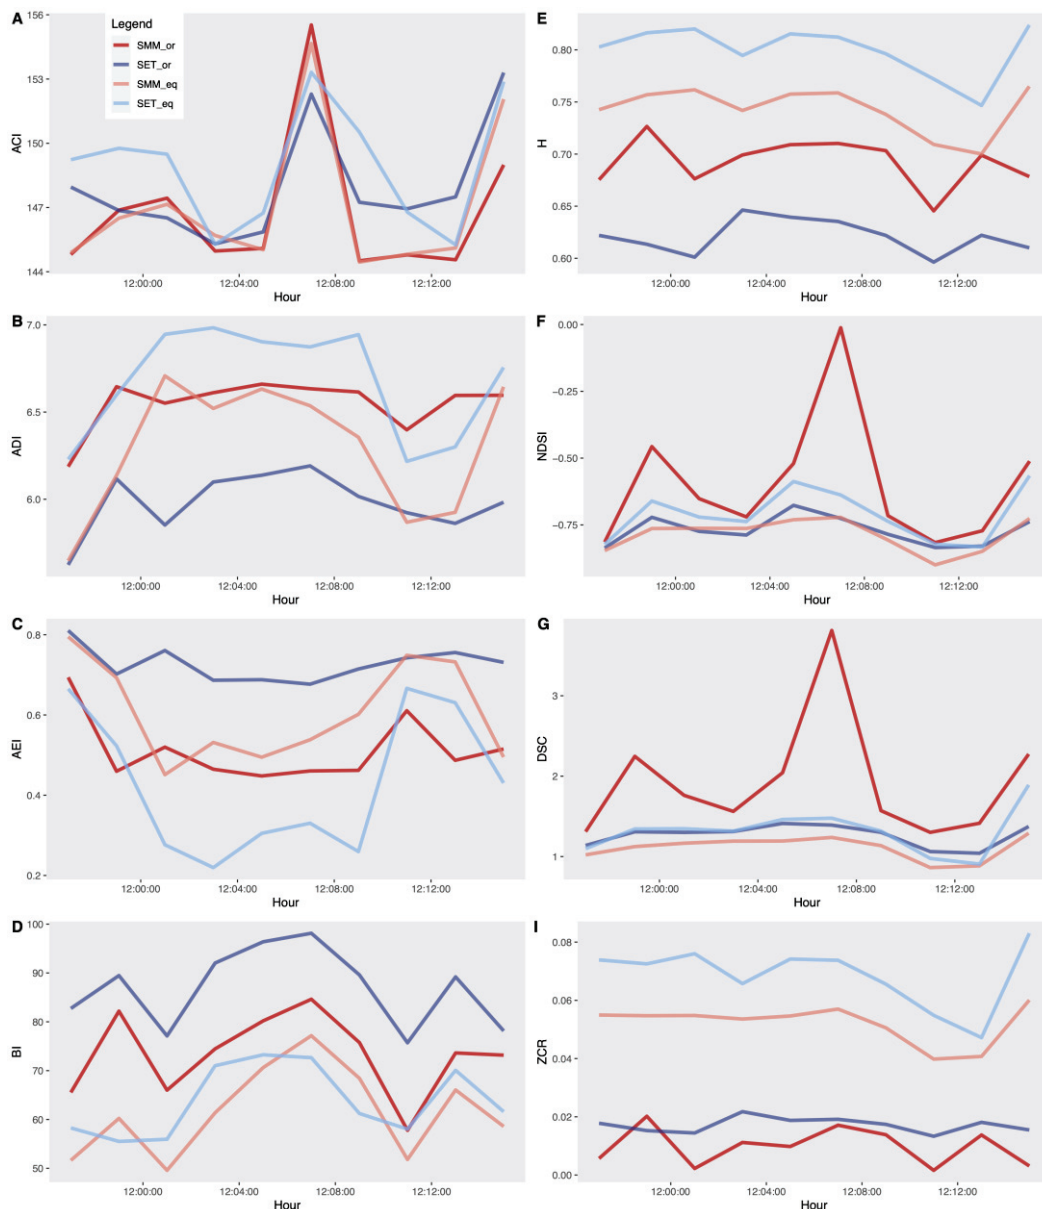 A
Legend
SMM_or
SET_or
SMM_eq
SET_eq
156
153
150
147
144
ACI
12:00:00 12:04:00 12:08:00 12:12:00
Hour
E
0.80
0.75
0.70
0.65
0.60
H
12:00:00 12:04:00 12:08:00 12:12:00
Hour
B
7.0
6.5
6.0
ADI
12:00:00 12:04:00 12:08:00 12:12:00
Hour
F
0.00
−0.25
−0.50
−0.75
NDSI
12:00:00 12:04:00 12:08:00 12:12:00
Hour
C
0.8
0.6
0.4
0.2
AEI
12:00:00 12:04:00 12:08:00 12:12:00
Hour
G
3
2
1
DSC
12:00:00 12:04:00 12:08:00 12:12:00
Hour
D
100
90
80
70
60
50
BI
12:00:00 12:04:00 12:08:00 12:12:00
Hour
I
0.08
0.06
0.04
0.02
0.00
ZCR
12:00:00 12:04:00 12:08:00 12:12:00
Hour